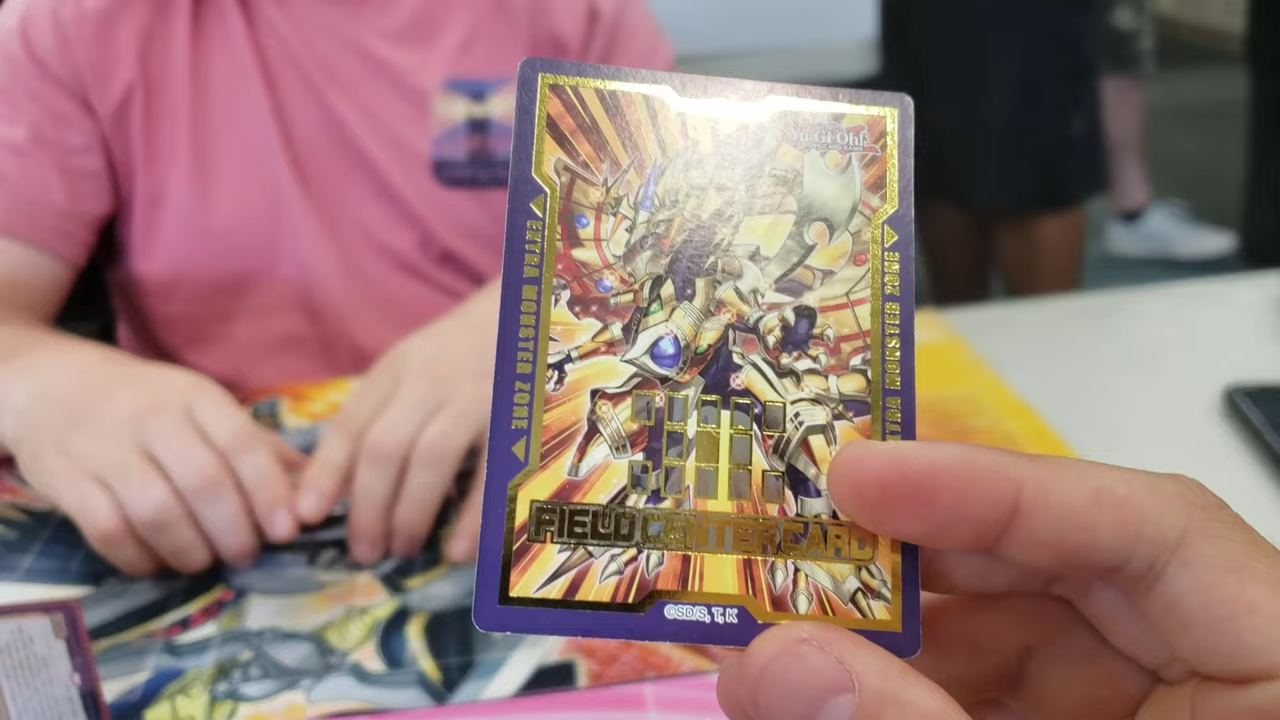 Yu-Gi-Oh!
TRADING CARD GAME
EXTRA MONSTER ZONE
EXTRA MONSTER ZONE
FIELD CENTER CARD
©SD/S, T, K